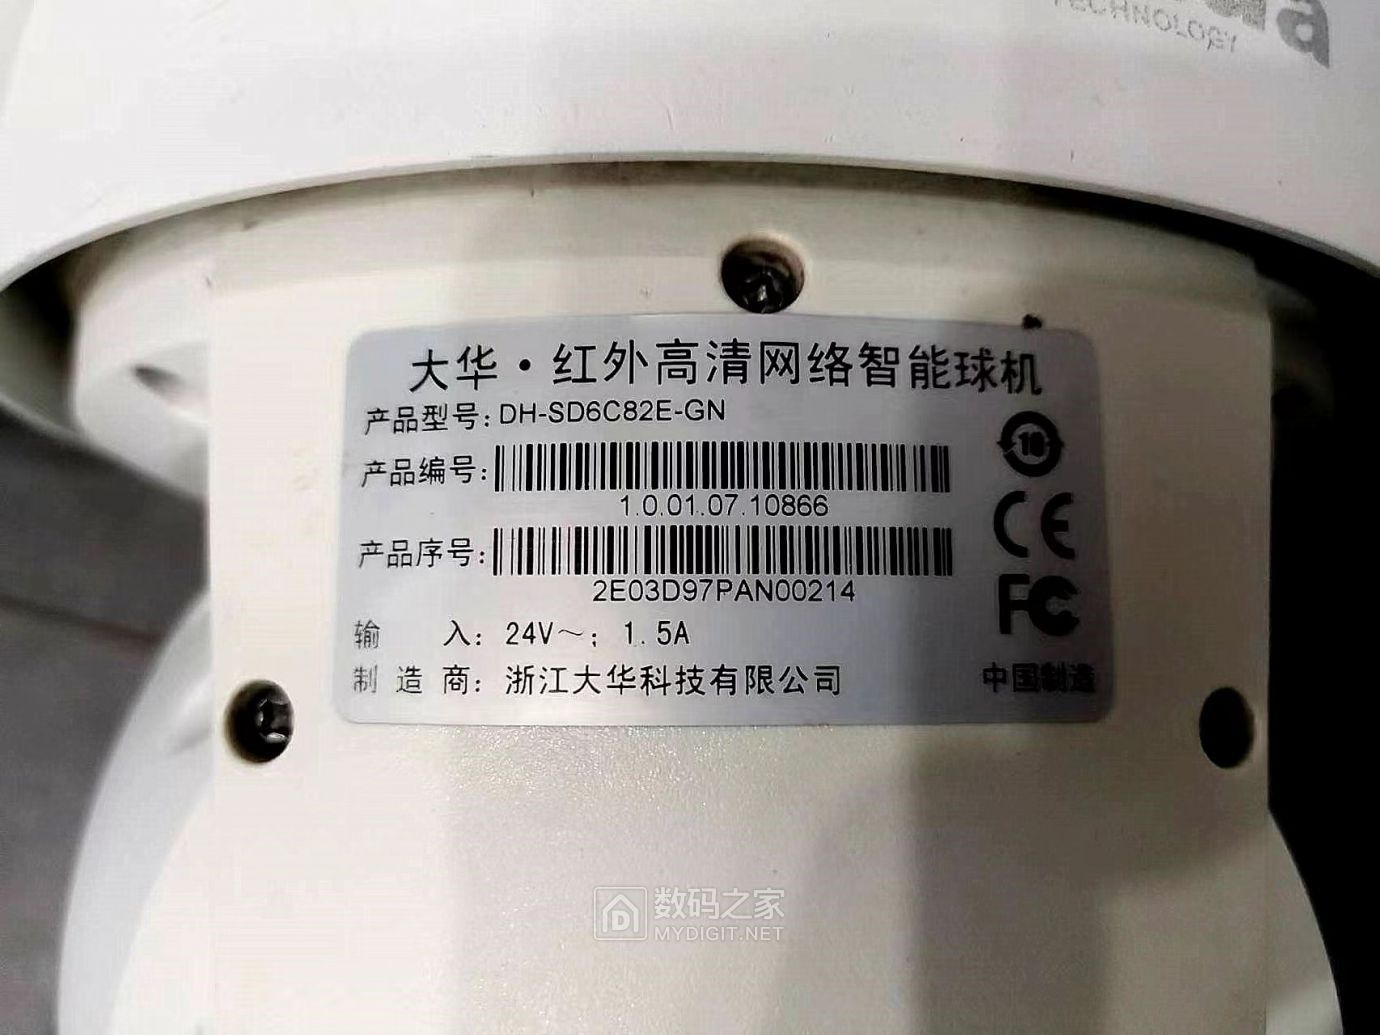 TECHNOLOGY
大华·红外高清网络智能球机
产品型号: DH-SD6C82E-GN
产品编号:
1.0.01.07.10866
产品序号:
2E03D97PAN00214
输 入: 24V～; 1.5A
制 造 商: 浙江大华科技有限公司
10
CE
FC
中国制造
数码之家
MYDIGIT.NET